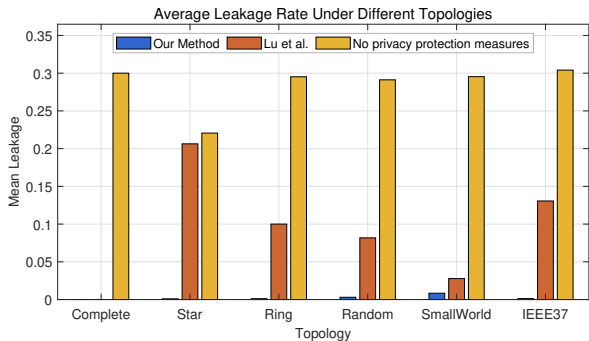 Average Leakage Rate Under Different Topologies
Our Method Lu et al. No privacy protection measures
Mean Leakage
0.35
0.3
0.25
0.2
0.15
0.1
0.05
0
Complete Star Ring Random SmallWorld IEEE37
Topology